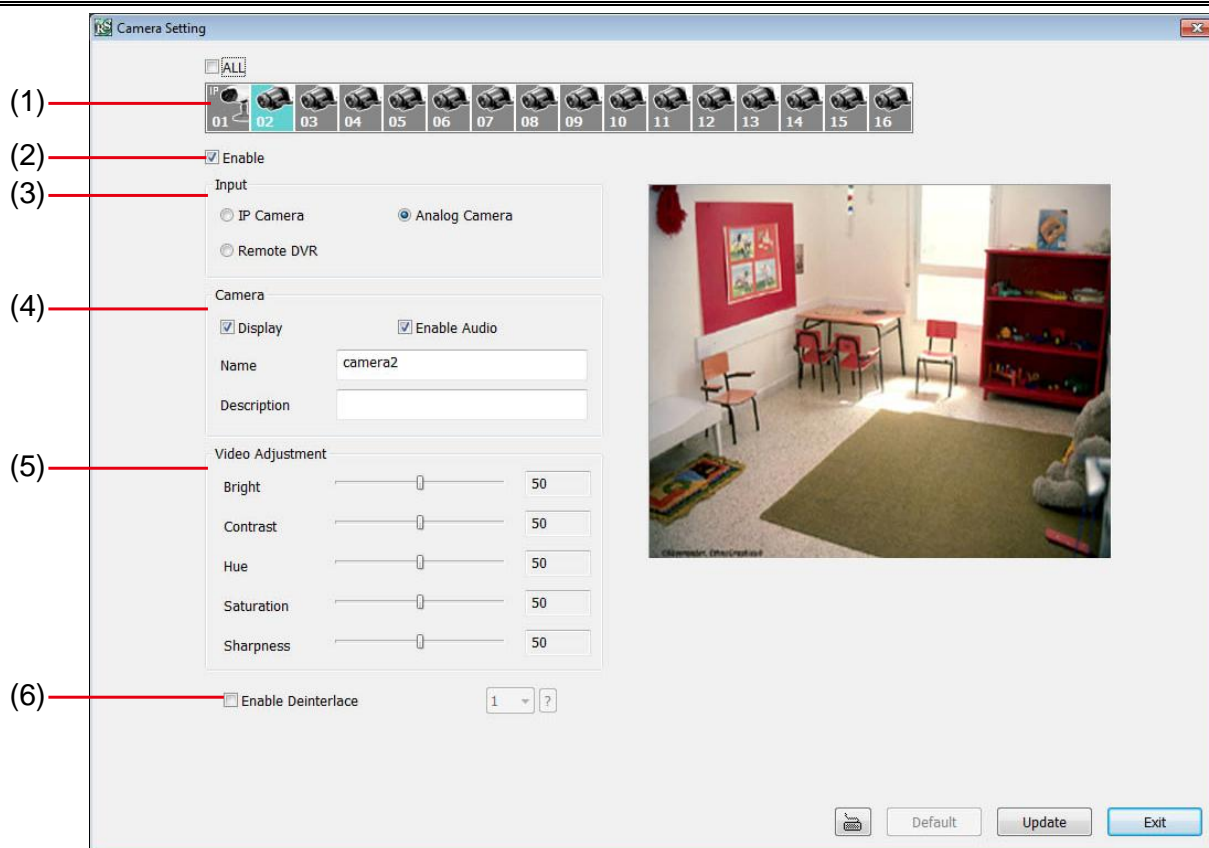 Camera Setting
ALL
(1)
IP
01 02 03 04 05 06 07 08 09 10 11 12 13 14 15 16
(2)
Enable
(3)
Input
IP Camera Analog Camera
Remote DVR
(4)
Camera
Display Enable Audio
Name camera2
Description
(5)
Video Adjustment
Bright 50
Contrast 50
Hue 50
Saturation 50
Sharpness 50
(6)
Enable Deinterlace 1 ?
Default Update Exit